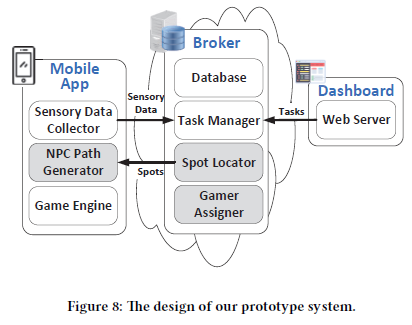 Mobile
App
Sensory Data
Collector
NPC Path
Generator
Game Engine
Sensory
Data
Spots
Broker
Database
Task Manager
Spot Locator
Gamer
Assigner
Tasks
Dashboard
Web Server
Figure 8: The design of our prototype system.